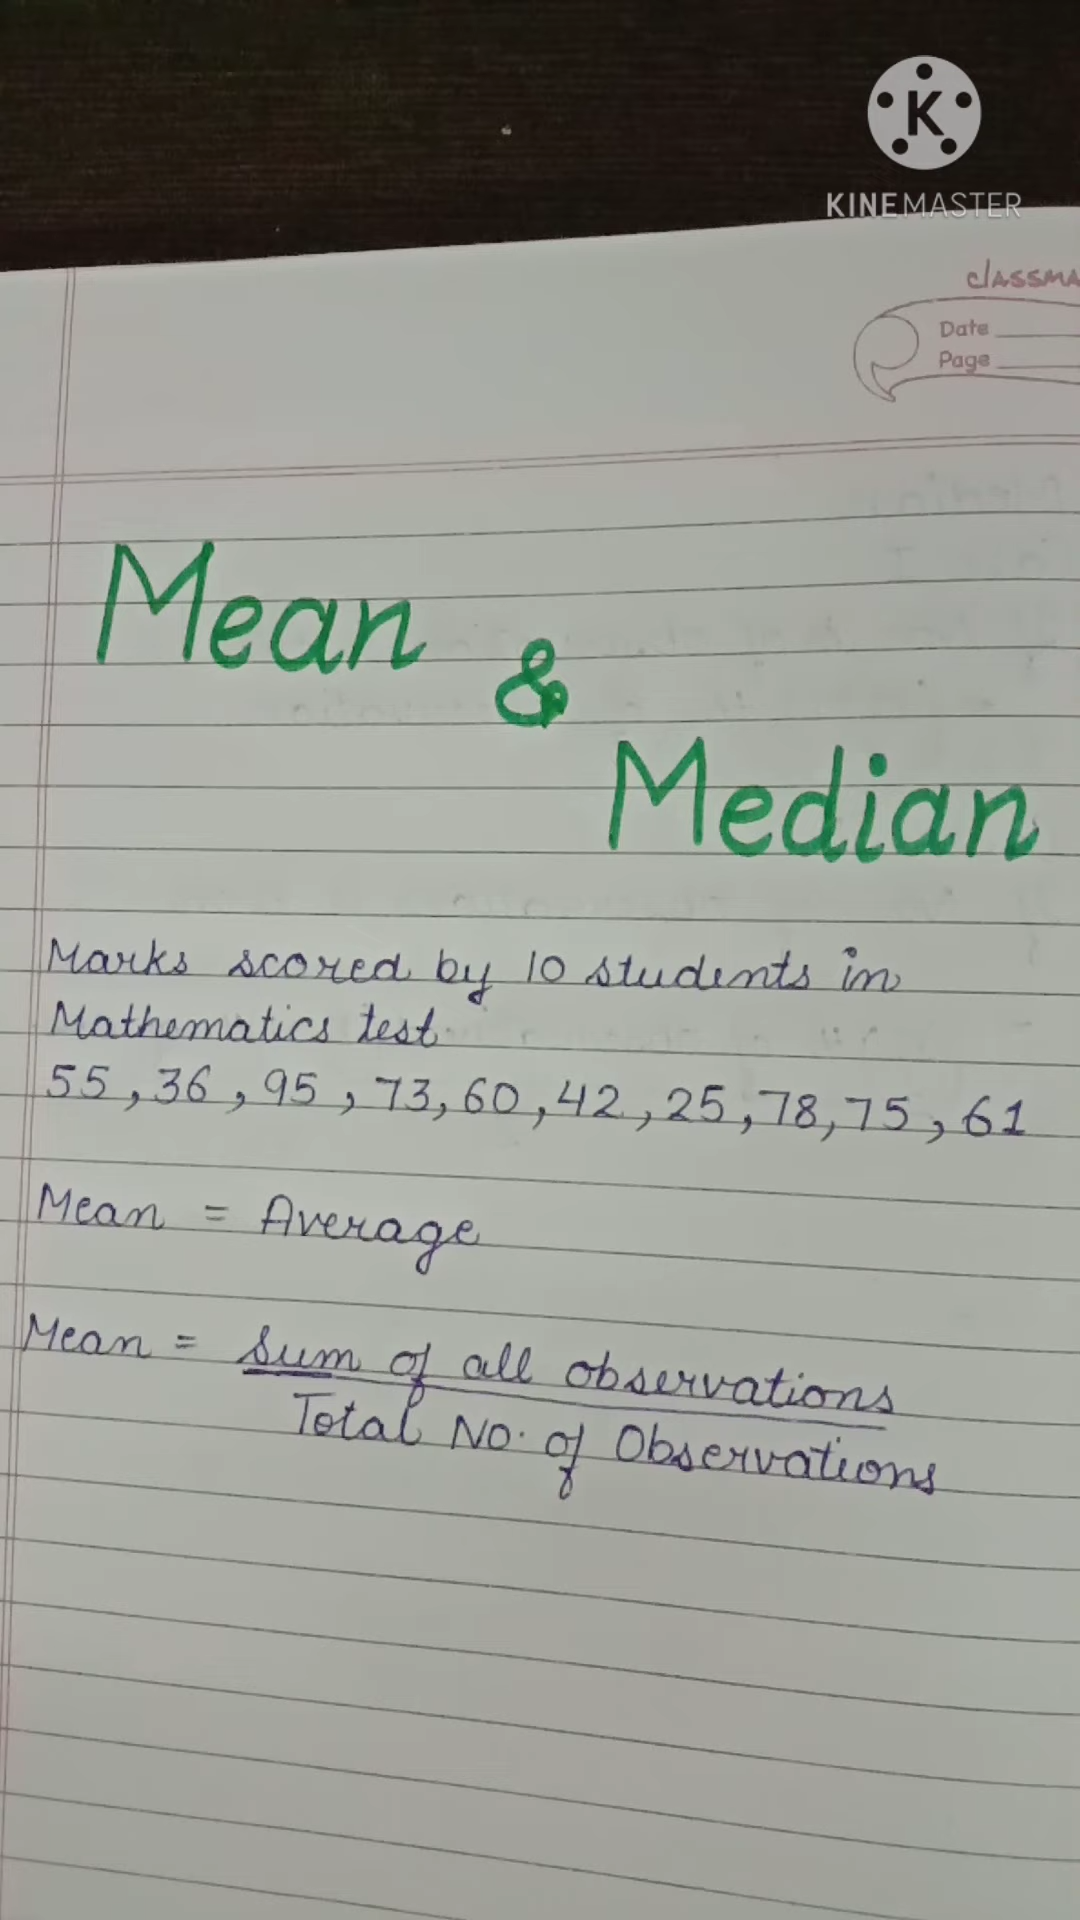 K
KINEMASTER
classma
Date
Page
Mean
&
Median
Marks scored by 10 students in
Mathematics test.
55, 36, 95, 73, 60, 42, 25, 78, 75, 61
Mean = Average
Mean = Sum of all observations
Total No. of Observations